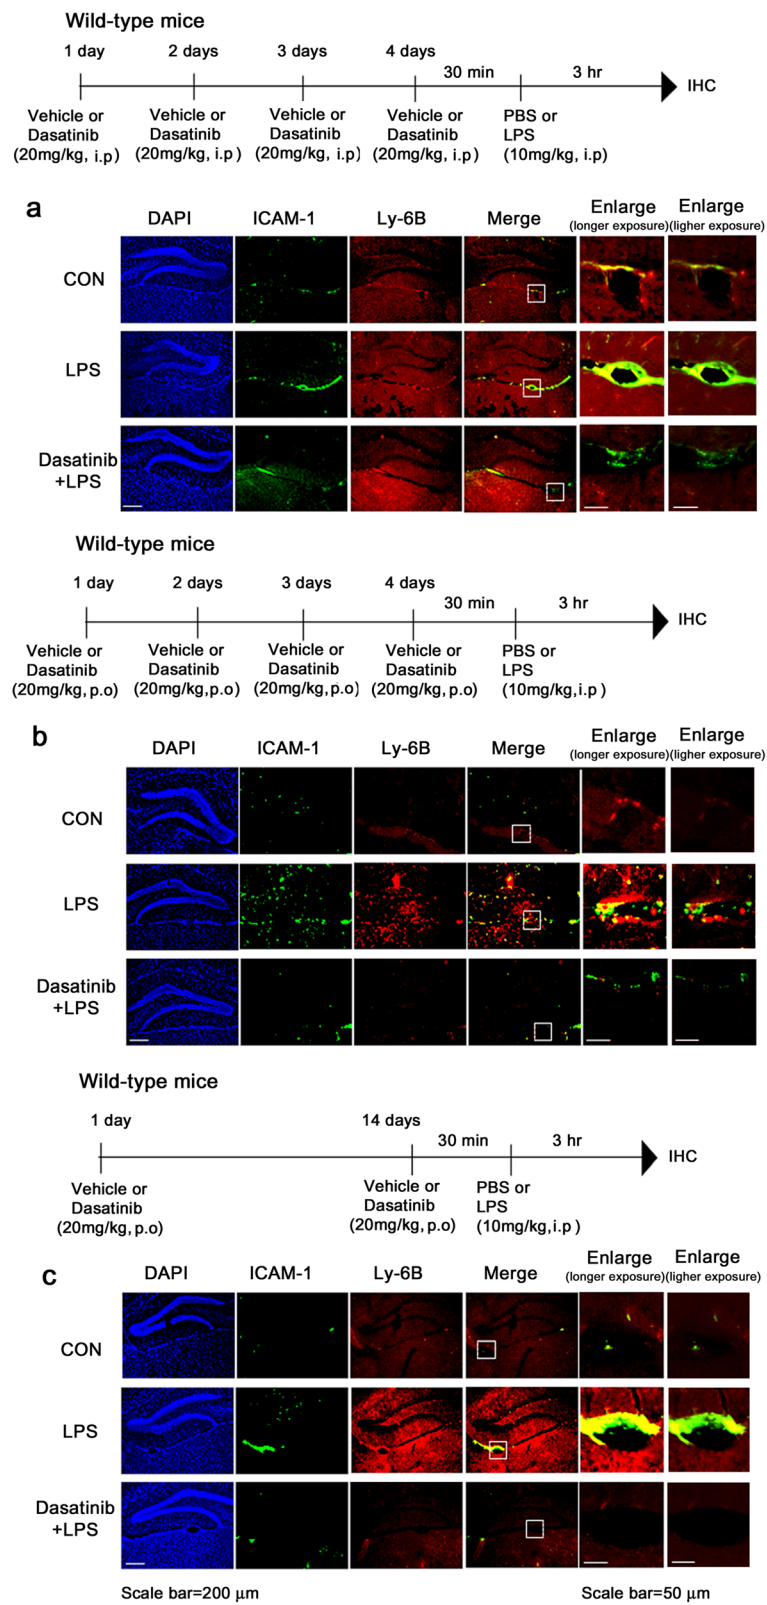 Wild-type mice
1 day 2 days 3 days 4 days
30 min 3 hr
IHC
Vehicle or Vehicle or Vehicle or Vehicle or PBS or
Dasatinib Dasatinib Dasatinib Dasatinib LPS
(20mg/kg, i.p) (20mg/kg, i.p) (20mg/kg, i.p) (20mg/kg, i.p) (10mg/kg, i.p)
a
DAPI ICAM-1 Ly-6B Merge Enlarge Enlarge
(longer exposure) (ligher exposure)
CON
LPS
Dasatinib
+LPS
Wild-type mice
1 day 2 days 3 days 4 days
30 min 3 hr
IHC
Vehicle or Vehicle or Vehicle or Vehicle or PBS or
Dasatinib Dasatinib Dasatinib Dasatinib LPS
(20mg/kg, p.o) (20mg/kg,p.o) (20mg/kg,p.o) (20mg/kg,p.o) (10mg/kg,i.p )
b
DAPI ICAM-1 Ly-6B Merge Enlarge Enlarge
(longer exposure) (ligher exposure)
CON
LPS
Dasatinib
+LPS
Wild-type mice
1 day 14 days
30 min 3 hr
IHC
Vehicle or Vehicle or PBS or
Dasatinib Dasatinib LPS
(20mg/kg,p.o) (20mg/kg,p.o) (10mg/kg,i.p )
c
DAPI ICAM-1 Ly-6B Merge Enlarge Enlarge
(longer exposure) (ligher exposure)
CON
LPS
Dasatinib
+LPS
Scale bar=200 µm Scale bar=50 µm